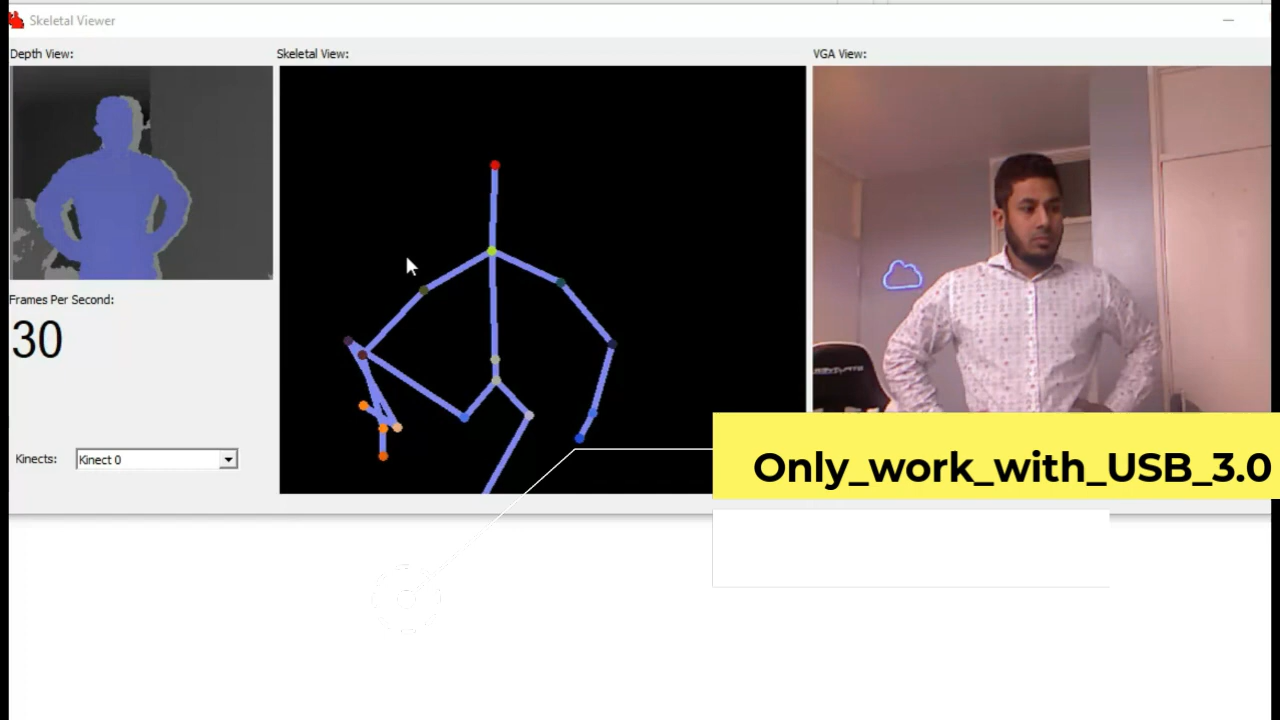 Skeletal Viewer
Depth View:
Skeletal View:
VGA View:
Frames Per Second:
30
Kinects:
Kinect 0
Only_work_with_USB_3.0